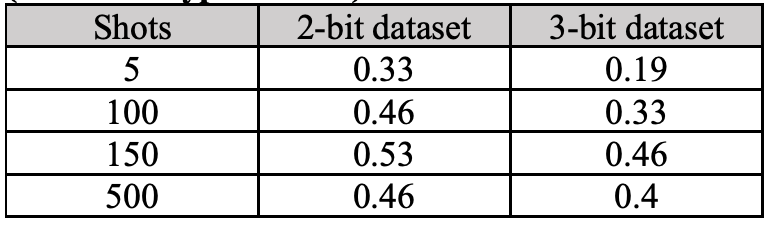 Shots 2-bit dataset 3-bit dataset
5 0.33 0.19
100 0.46 0.33
150 0.53 0.46
500 0.46 0.4